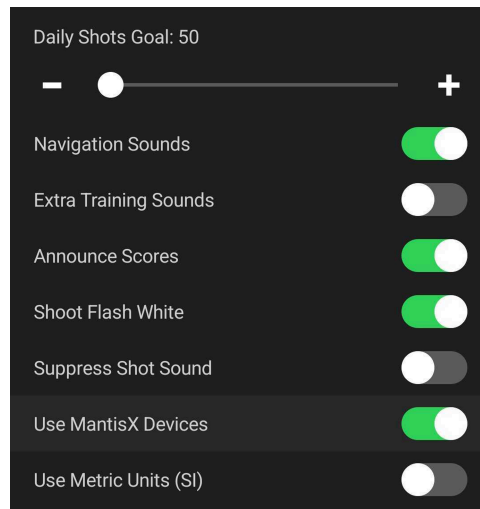 Daily Shots Goal: 50
Navigation Sounds
Extra Training Sounds
Announce Scores
Shoot Flash White
Suppress Shot Sound
Use MantisX Devices
Use Metric Units (SI)